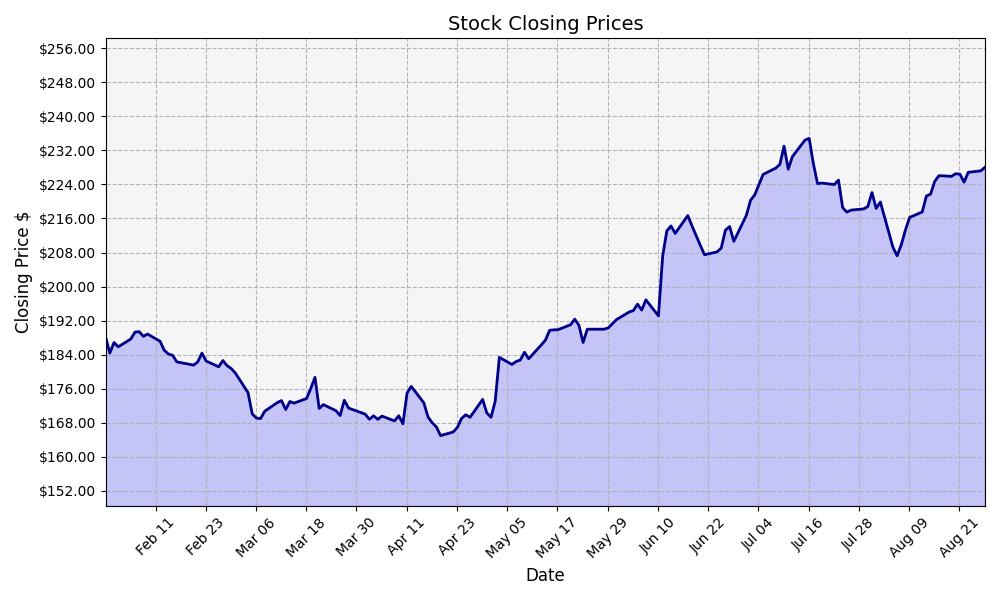 Stock Closing Prices
$256.00
$248.00
$240.00
$232.00
$224.00
$216.00
$208.00
$200.00
$192.00
$184.00
$176.00
$168.00
$160.00
$152.00
Closing Price $
Feb 11
Feb 23
Mar 06
Mar 18
Mar 30
Apr 11
Apr 23
May 05
May 17
May 29
Jun 10
Jun 22
Jul 04
Jul 16
Jul 28
Aug 09
Aug 21
Date